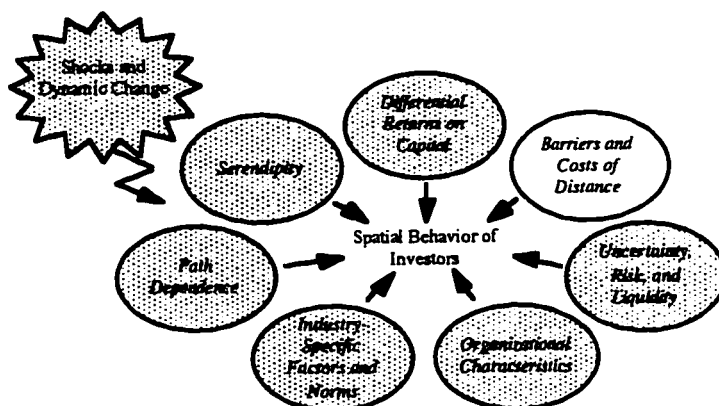 Shocks and
Dynamic Change
Differential
Returns on
Capital
Serendipity
Barriers and
Costs of
Distance
Spatial Behavior of
Investors
Path
Dependence
Uncertainty,
Risk, and
Liquidity
Industry-
Specific
Factors and
Norms
Organizational
Characteristics